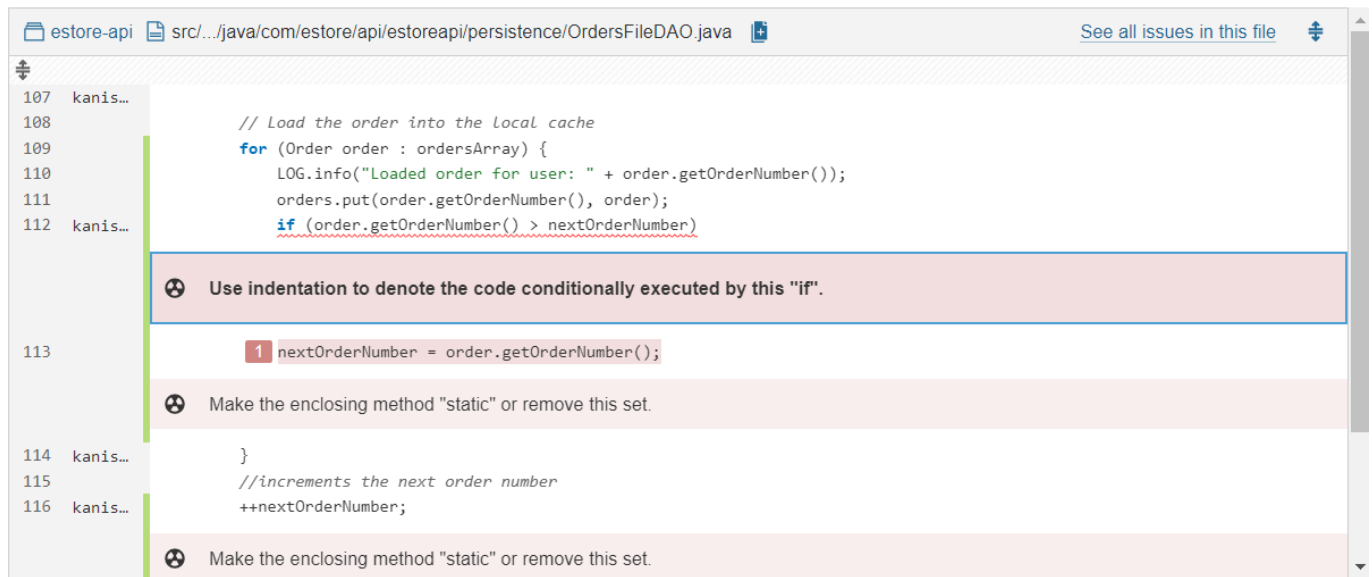 estore-api src/.../java/com/estore/api/estoreapi/persistence/OrdersFileDAO.java See all issues in this file
107 kanis…
108 // Load the order into the local cache
109 for (Order order : ordersArray) {
110 LOG.info("Loaded order for user: " + order.getOrderNumber());
111 orders.put(order.getOrderNumber(), order);
112 kanis… if (order.getOrderNumber() > nextOrderNumber)
Use indentation to denote the code conditionally executed by this "if".
113 1 nextOrderNumber = order.getOrderNumber();
Make the enclosing method "static" or remove this set.
114 kanis… }
115 //increments the next order number
116 kanis… ++nextOrderNumber;
Make the enclosing method "static" or remove this set.